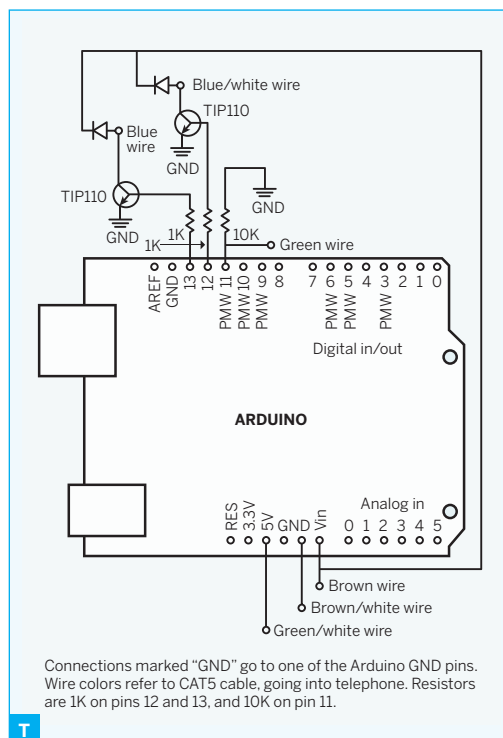 Blue/white wire
TIP110
Blue
wire
GND
TIP110
GND
GND
1K
1K
10K
Green wire
AREF
GND
13
12
PMW 11
PMW 10
PMW 9
8
7
PMW 6
PMW 5
4
PMW 3
2
1
0
Digital in/out
ARDUINO
Analog in
RES
3.3V
5V
GND
Vin
0
1
2
3
4
5
Brown wire
Brown/white wire
Green/white wire
Connections marked “GND” go to one of the Arduino GND pins.
Wire colors refer to CAT5 cable, going into telephone. Resistors
are 1K on pins 12 and 13, and 10K on pin 11.
T